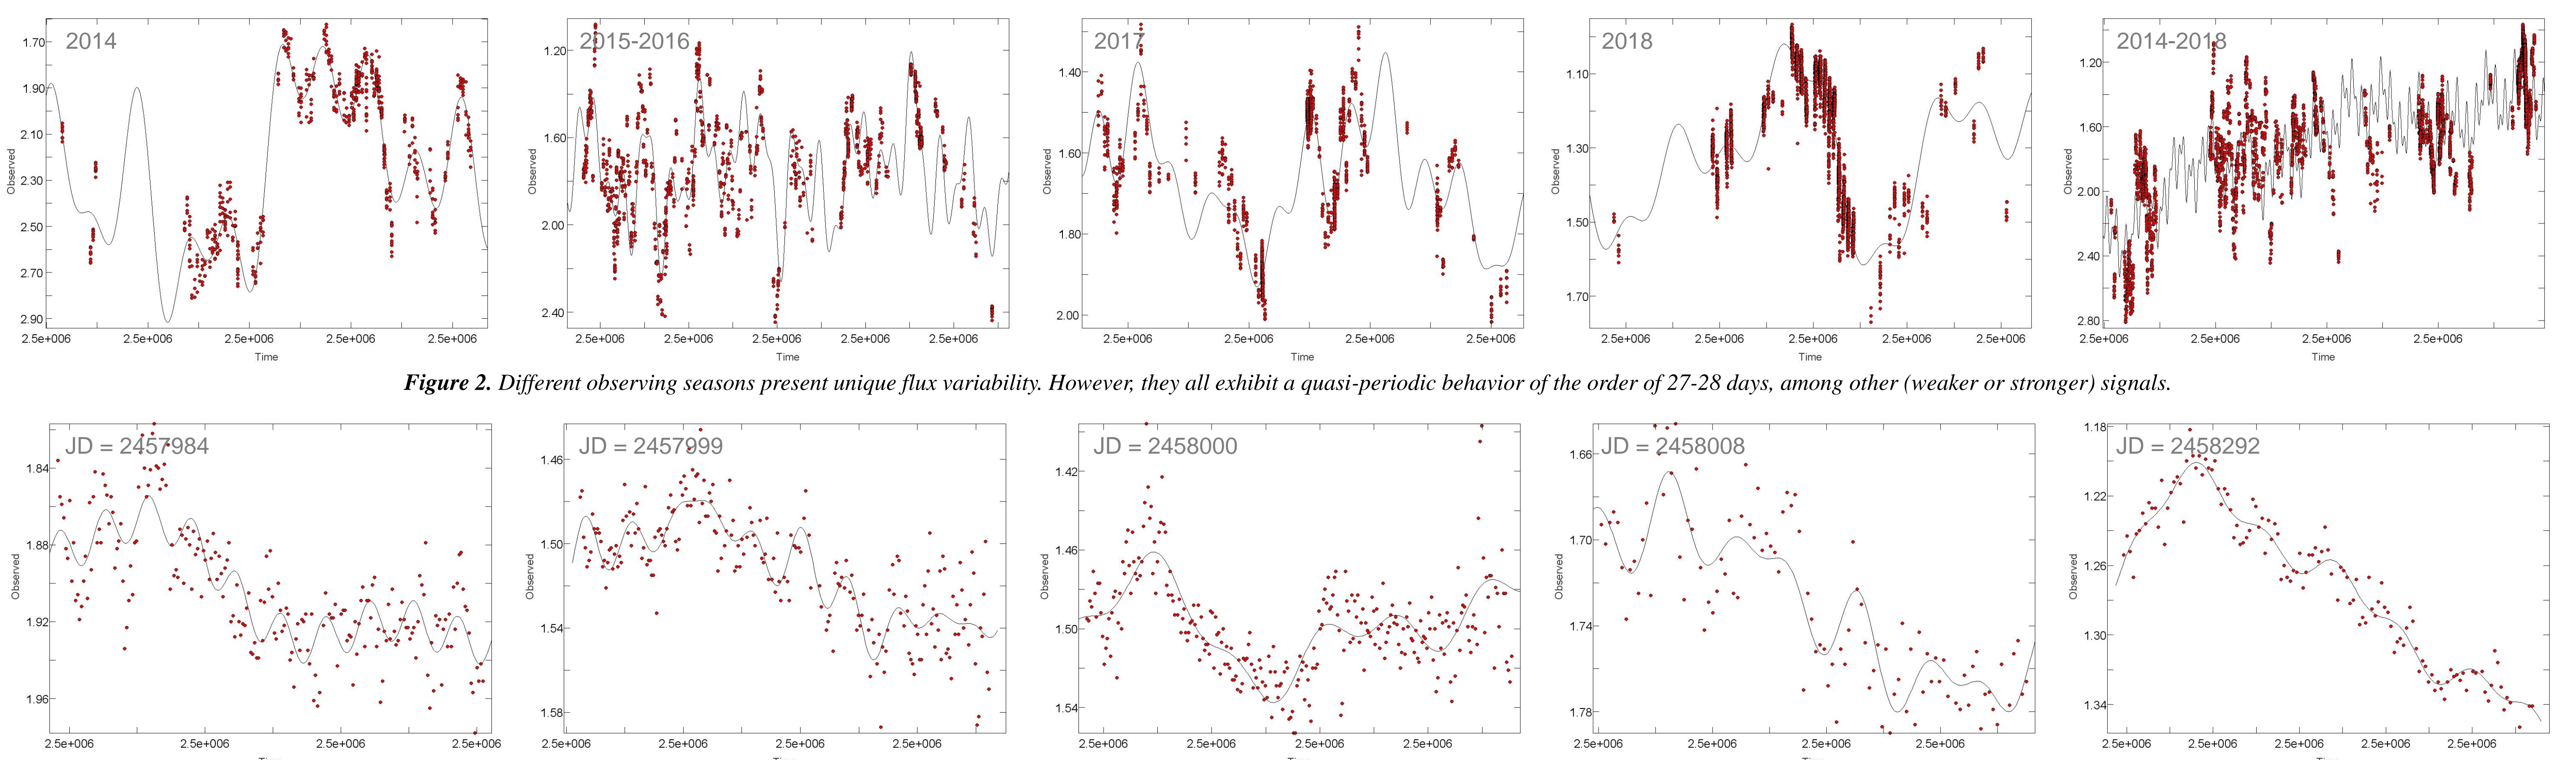 2014
1.70
1.90
2.10
2.30
2.50
2.70
2.90
Observed
2.5e+006 2.5e+006 2.5e+006 2.5e+006 2.5e+006
Time
2015-2016
1.20
1.60
2.00
2.40
Observed
2.5e+006 2.5e+006 2.5e+006 2.5e+006 2.5e+006
Time
2017
1.40
1.60
1.80
2.00
Observed
2.5e+006 2.5e+006 2.5e+006 2.5e+006
Time
2018
1.10
1.30
1.50
1.70
Observed
2.5e+006 2.5e+006 2.5e+006 2.5e+006 2.5e+006
Time
2014-2018
1.20
1.60
2.00
2.40
2.80
Observed
2.5e+006 2.5e+006 2.5e+006 2.5e+006
Time
Figure 2. Different observing seasons present unique flux variability. However, they all exhibit a quasi-periodic behavior of the order of 27-28 days, among other (weaker or stronger) signals.
JD = 2457984
1.84
1.88
1.92
1.96
Observed
2.5e+006 2.5e+006 2.5e+006 2.5e+006
JD = 2457999
1.46
1.50
1.54
1.58
Observed
2.5e+006 2.5e+006 2.5e+006 2.5e+006
JD = 2458000
1.42
1.46
1.50
1.54
Observed
2.5e+006 2.5e+006 2.5e+006 2.5e+006
JD = 2458008
1.66
1.70
1.74
1.78
Observed
2.5e+006 2.5e+006 2.5e+006 2.5e+006
JD = 2458292
1.18
1.22
1.26
1.30
1.34
Observed
2.5e+006 2.5e+006 2.5e+006 2.5e+006 2.5e+006